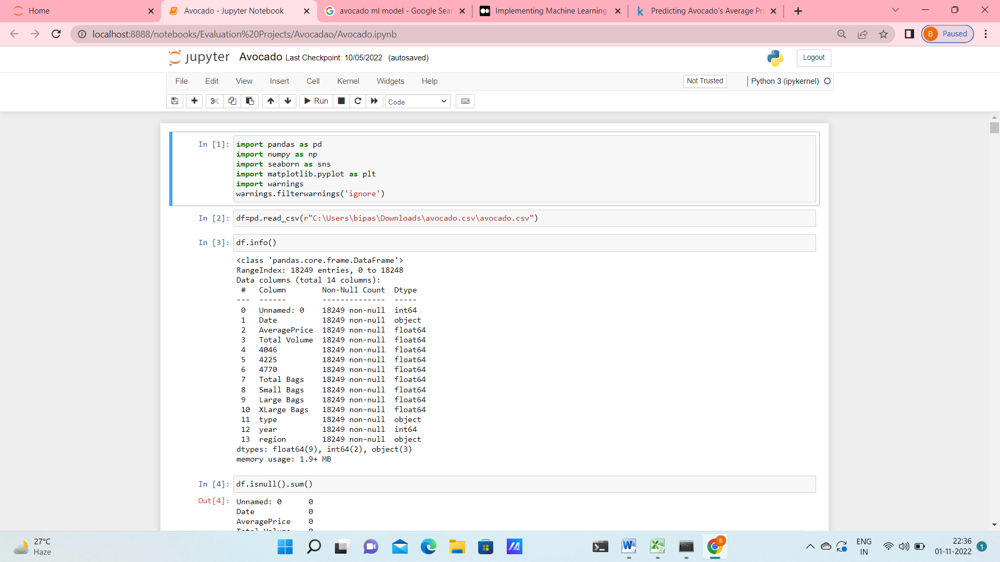 Home
Avocado - Jupyter Notebook
avocado ml model - Google Sear
Implementing Machine Learning
k Predicting Avocado's Average Pri
localhost:8888/notebooks/Evaluation%20Projects/Avocadao/Avocado.ipynb
B Paused
jupyter Avocado Last Checkpoint: 10/05/2022 (autosaved)
Logout
File Edit View Insert Cell Kernel Widgets Help
Not Trusted
Python 3 (ipykernel)
Run
Code
In [1]: import pandas as pd
import numpy as np
import seaborn as sns
import matplotlib.pyplot as plt
import warnings
warnings.filterwarnings('ignore')
In [2]: df=pd.read_csv(r"C:\Users\bipas\Downloads\avocado.csv\avocado.csv")
In [3]: df.info()
<class 'pandas.core.frame.DataFrame'>
RangeIndex: 18249 entries, 0 to 18248
Data columns (total 14 columns):
 #   Column        Non-Null Count  Dtype
---  ------        --------------  -----
 0   Unnamed: 0    18249 non-null  int64
 1   Date          18249 non-null  object
 2   AveragePrice  18249 non-null  float64
 3   Total Volume  18249 non-null  float64
 4   4046          18249 non-null  float64
 5   4225          18249 non-null  float64
 6   4770          18249 non-null  float64
 7   Total Bags    18249 non-null  float64
 8   Small Bags    18249 non-null  float64
 9   Large Bags    18249 non-null  float64
 10  XLarge Bags   18249 non-null  float64
 11  type          18249 non-null  object
 12  year          18249 non-null  int64
 13  region        18249 non-null  object
dtypes: float64(9), int64(2), object(3)
memory usage: 1.9+ MB
In [4]: df.isnull().sum()
Out[4]: Unnamed: 0      0
Date            0
AveragePrice    0
Total Volume    0
27°C
Haze
B
ENG
IN
22:36
01-11-2022
1